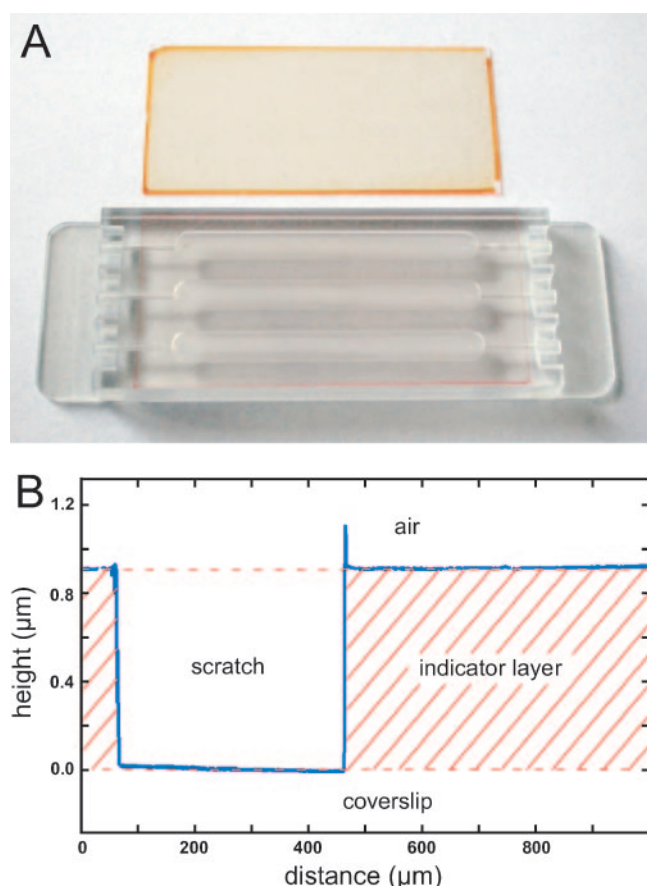 A
B
1.2
air
0.8
scratch
indicator layer
0.4
0.0
coverslip
0 200 400 600 800
height (µm)
distance (µm)